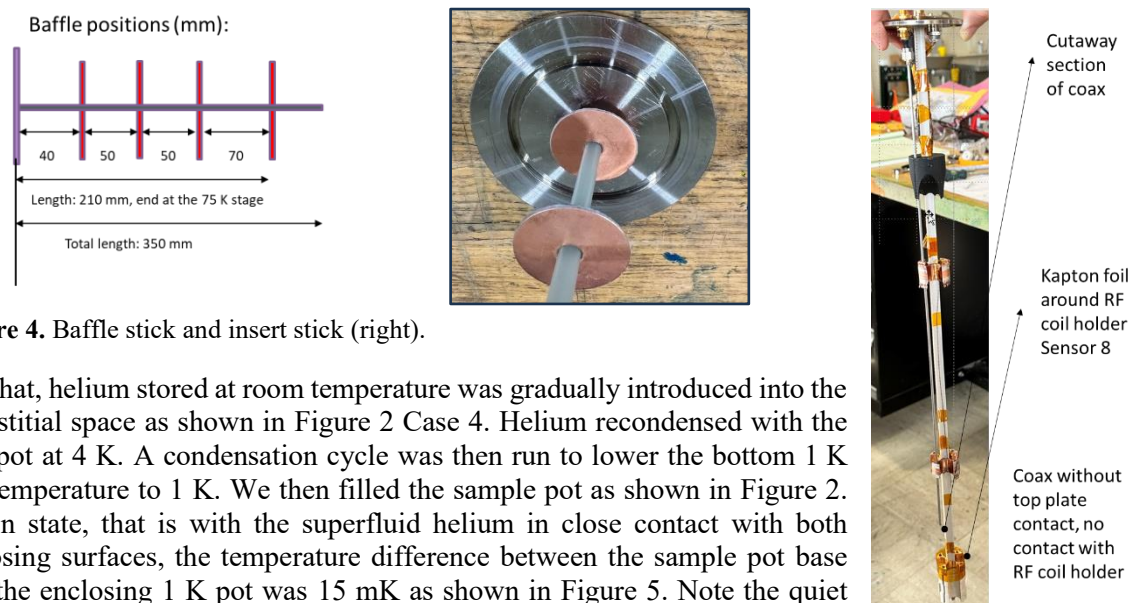 Baffle positions (mm):
40 50 50 70
Length: 210 mm, end at the 75 K stage
Total length: 350 mm
re 4. Baffle stick and insert stick (right).
hat, helium stored at room temperature was gradually introduced into the
stitial space as shown in Figure 2 Case 4. Helium recondensed with the
pot at 4 K. A condensation cycle was then run to lower the bottom 1 K
emperature to 1 K. We then filled the sample pot as shown in Figure 2.
n state, that is with the superfluid helium in close contact with both
osing surfaces, the temperature difference between the sample pot base
the enclosing 1 K pot was 15 mK as shown in Figure 5. Note the quiet
Cutaway
section
of coax
Kapton foil
around RF
coil holder
Sensor 8
Coax without
top plate
contact, no
contact with
RF coil holder